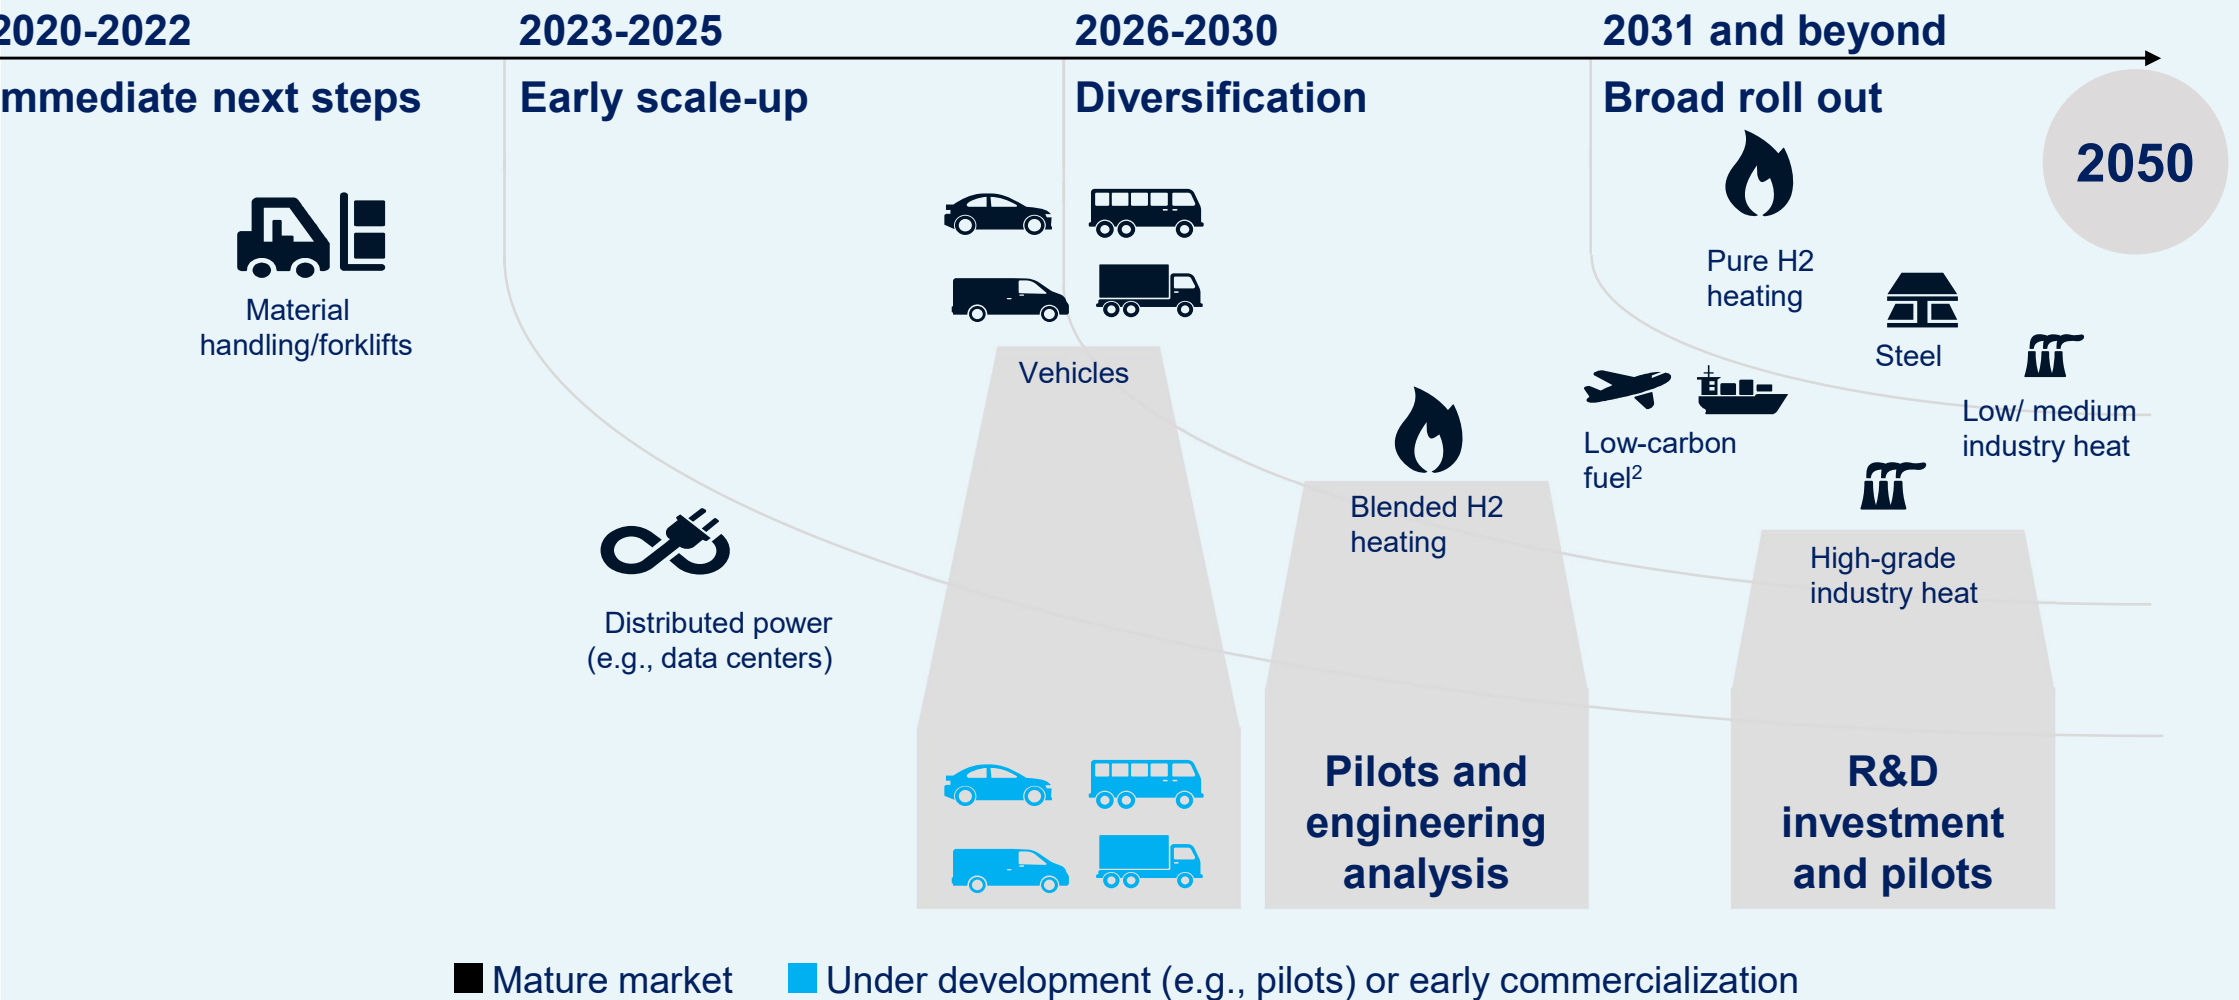 2020-2022
2023-2025
2026-2030
2031 and beyond
mmediate next steps
Early scale-up
Diversification
Broad roll out
2050
Material
handling/forklifts
Distributed power
(e.g., data centers)
Vehicles
Blended H2
heating
Low-carbon
fuel²
Pure H2
heating
Steel
Low/ medium
industry heat
High-grade
industry heat
Pilots and
engineering
analysis
R&D
investment
and pilots
Mature market
Under development (e.g., pilots) or early commercialization